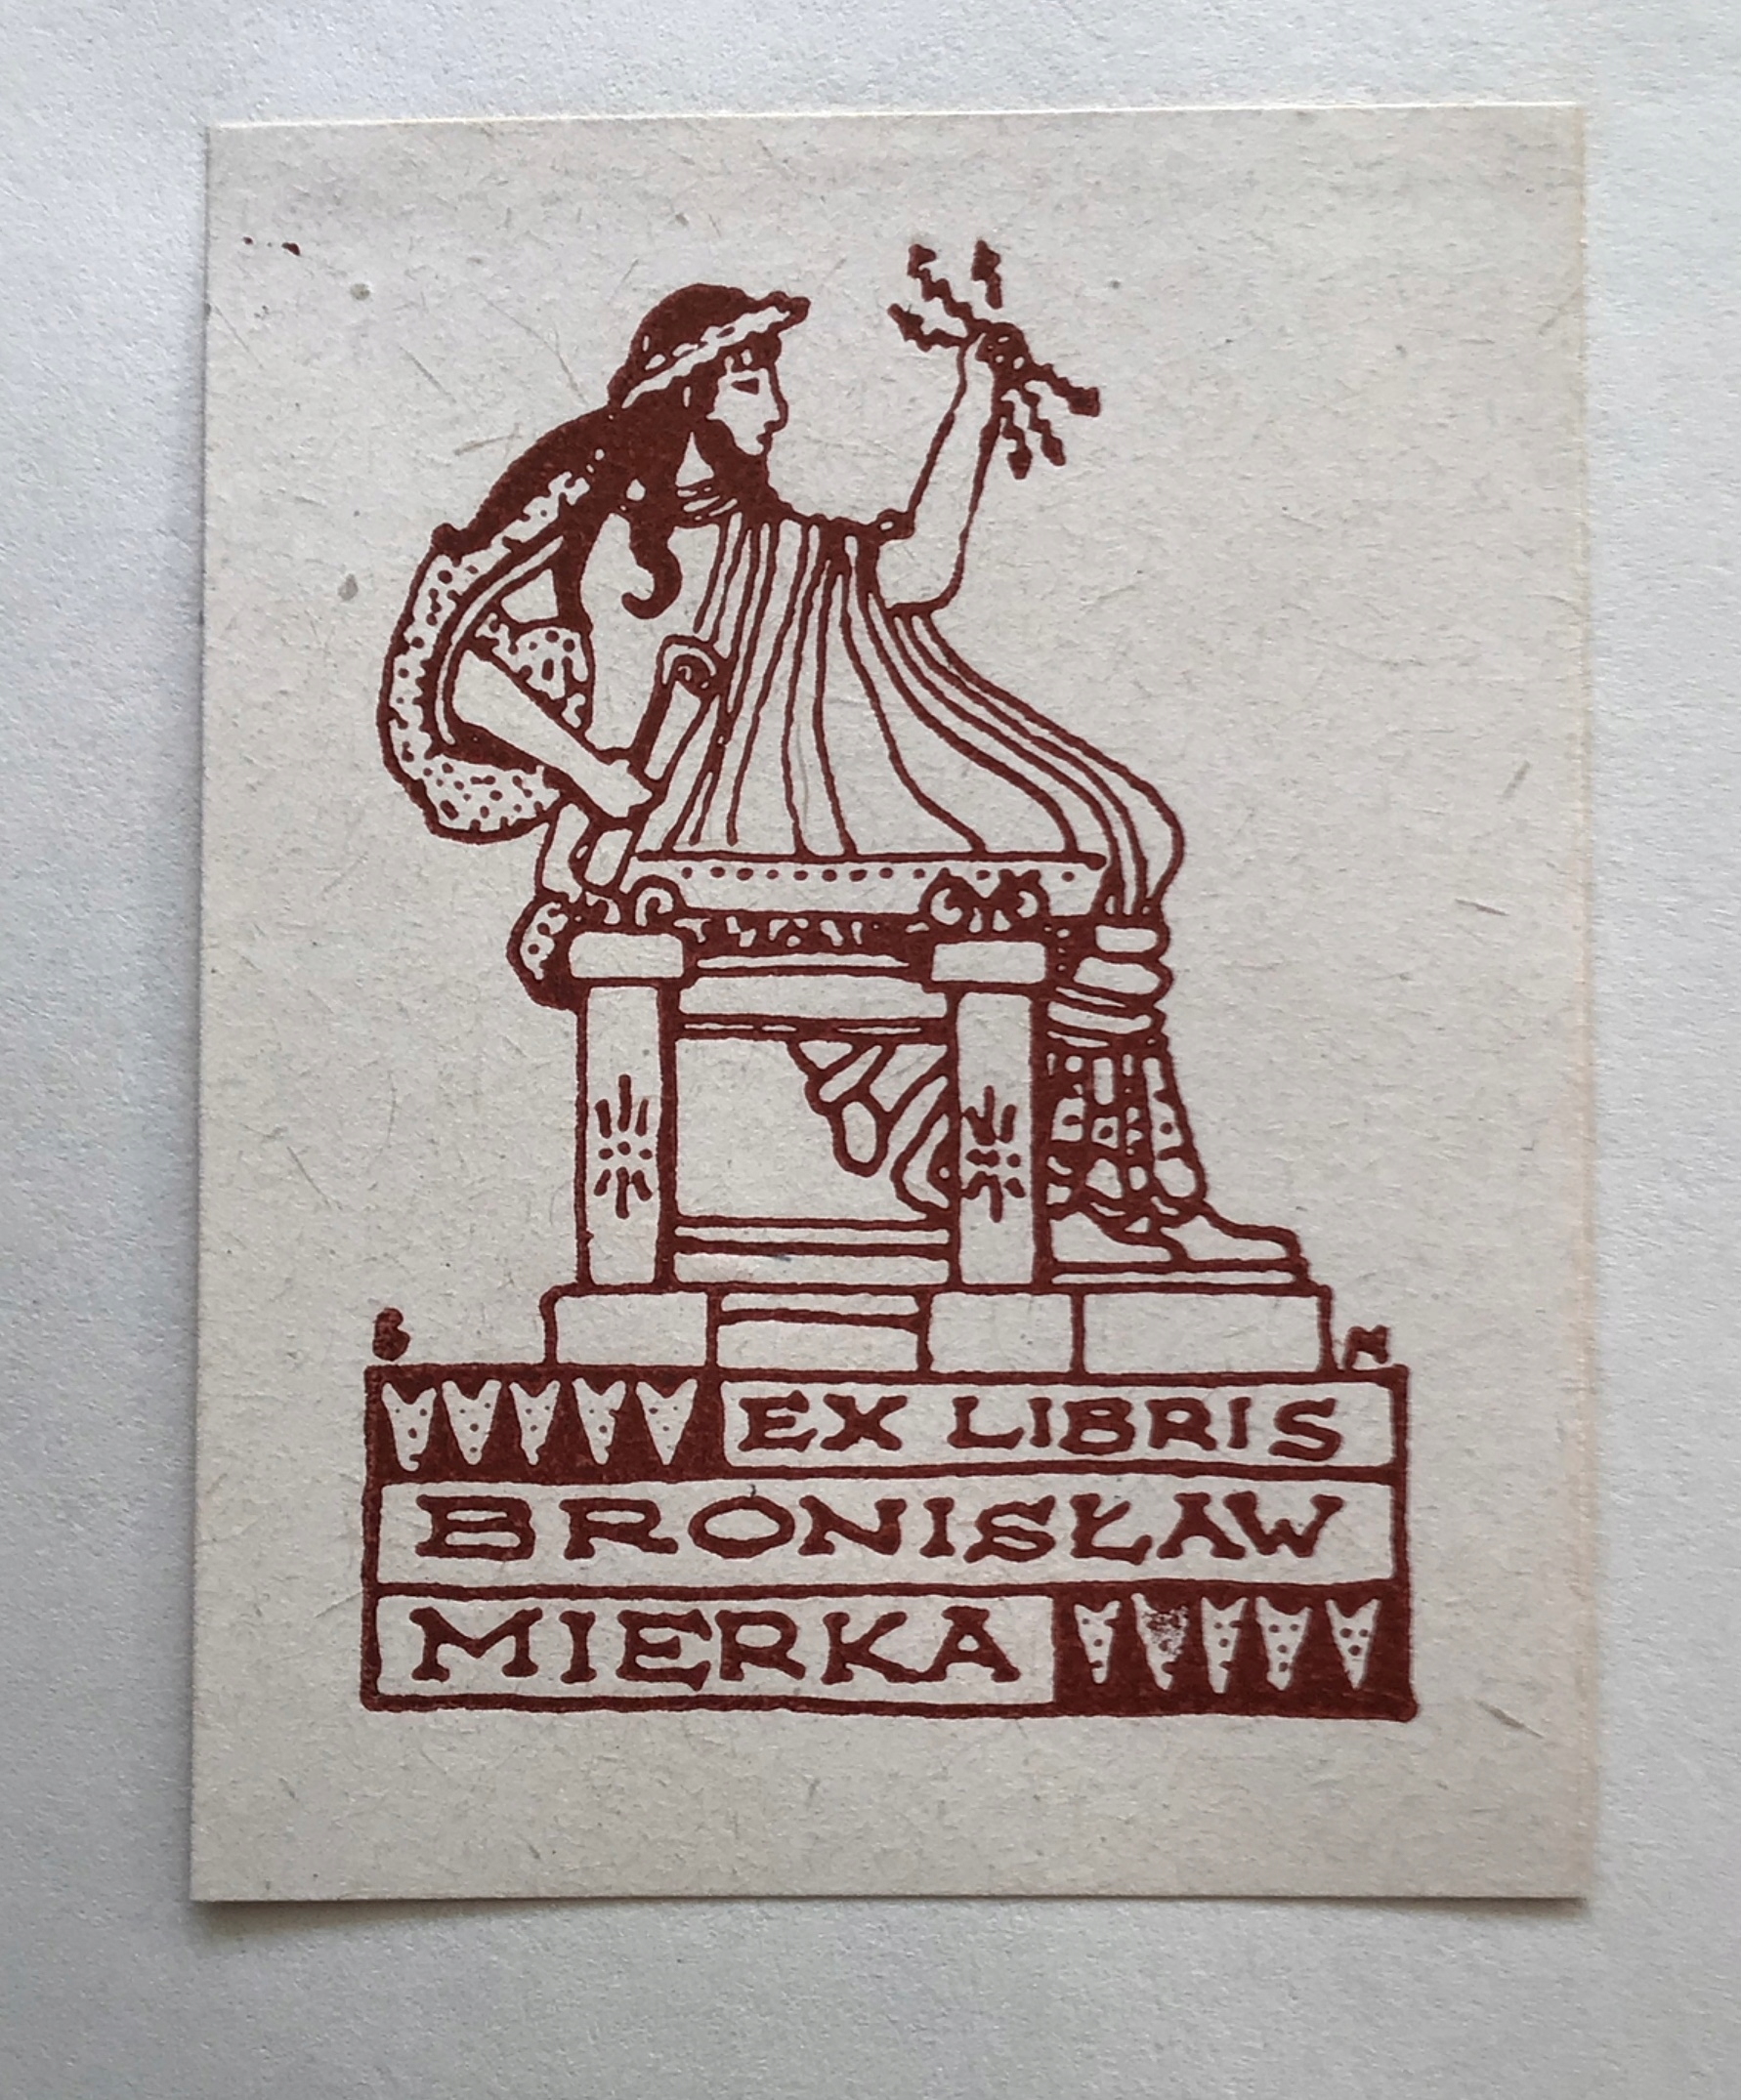 B M
EX LIBRIS
BRONISŁAW
MIERKA